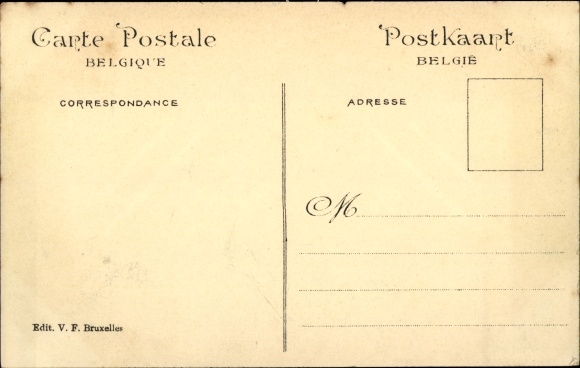 Carte Postale
BELGIQUE
Postkaart
BELGIË
CORRESPONDANCE
ADRESSE
M
Edit. V. F. Bruxelles